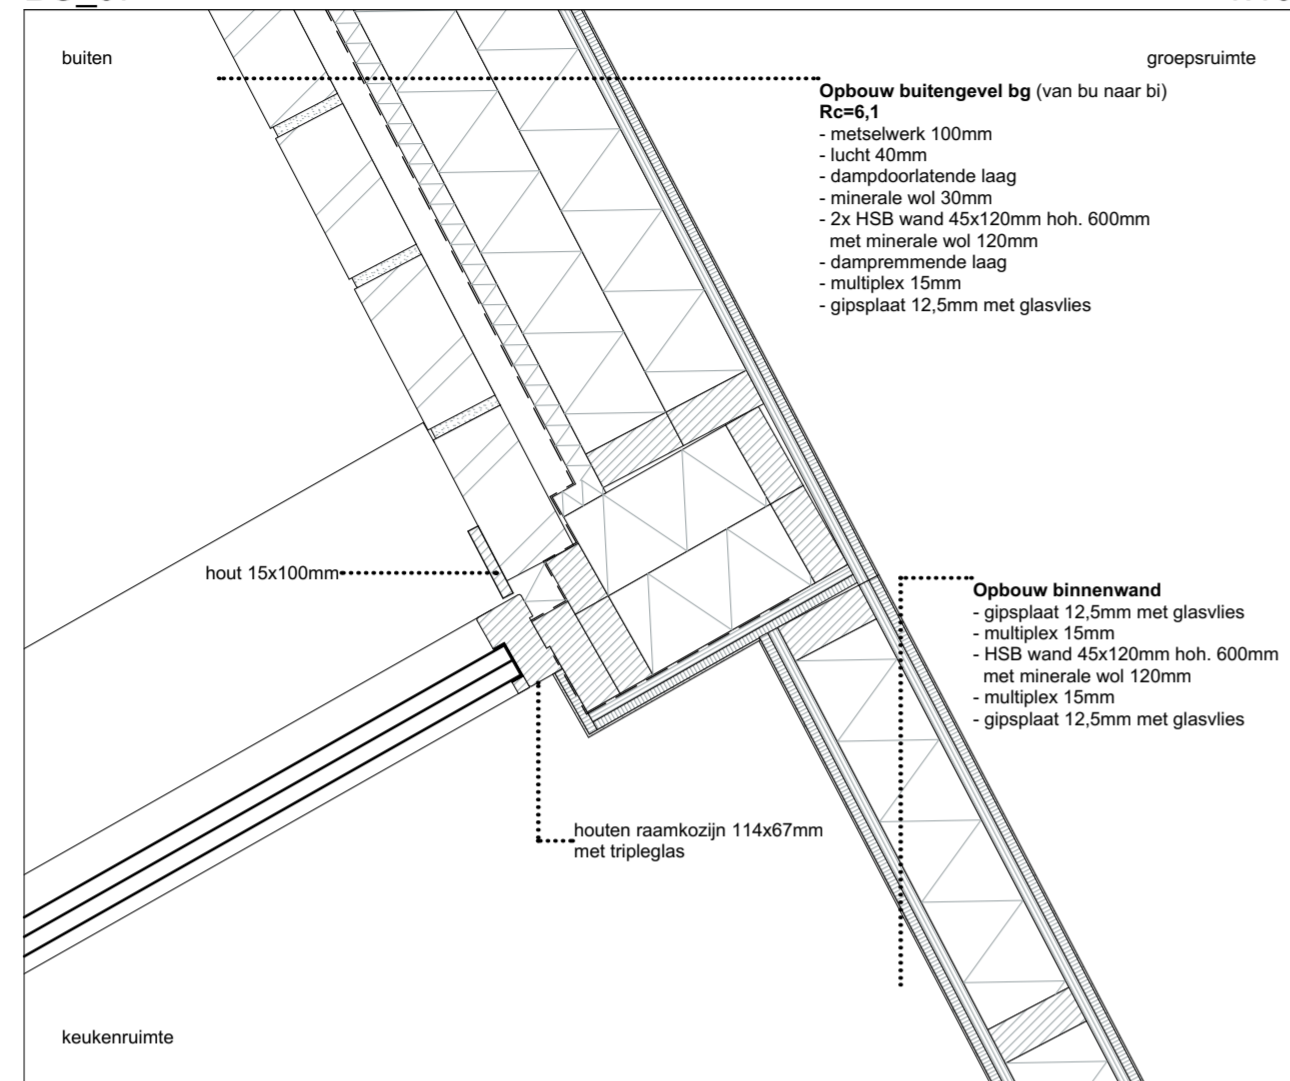 buiten
groepsruimte
Opbouw buitengevel bg (van bu naar bi)
Rc=6,1
- metselwerk 100mm
- lucht 40mm
- dampdoorlatende laag
- minerale wol 30mm
- 2x HSB wand 45x120mm hoh. 600mm
met minerale wol 120mm
- dampremmende laag
- multiplex 15mm
- gipsplaat 12,5mm met glasvlies
hout 15x100mm
Opbouw binnenwand
- gipsplaat 12,5mm met glasvlies
- multiplex 15mm
- HSB wand 45x120mm hoh. 600mm
met minerale wol 120mm
- multiplex 15mm
- gipsplaat 12,5mm met glasvlies
houten raamkozijn 114x67mm
met tripleglas
keukenruimte